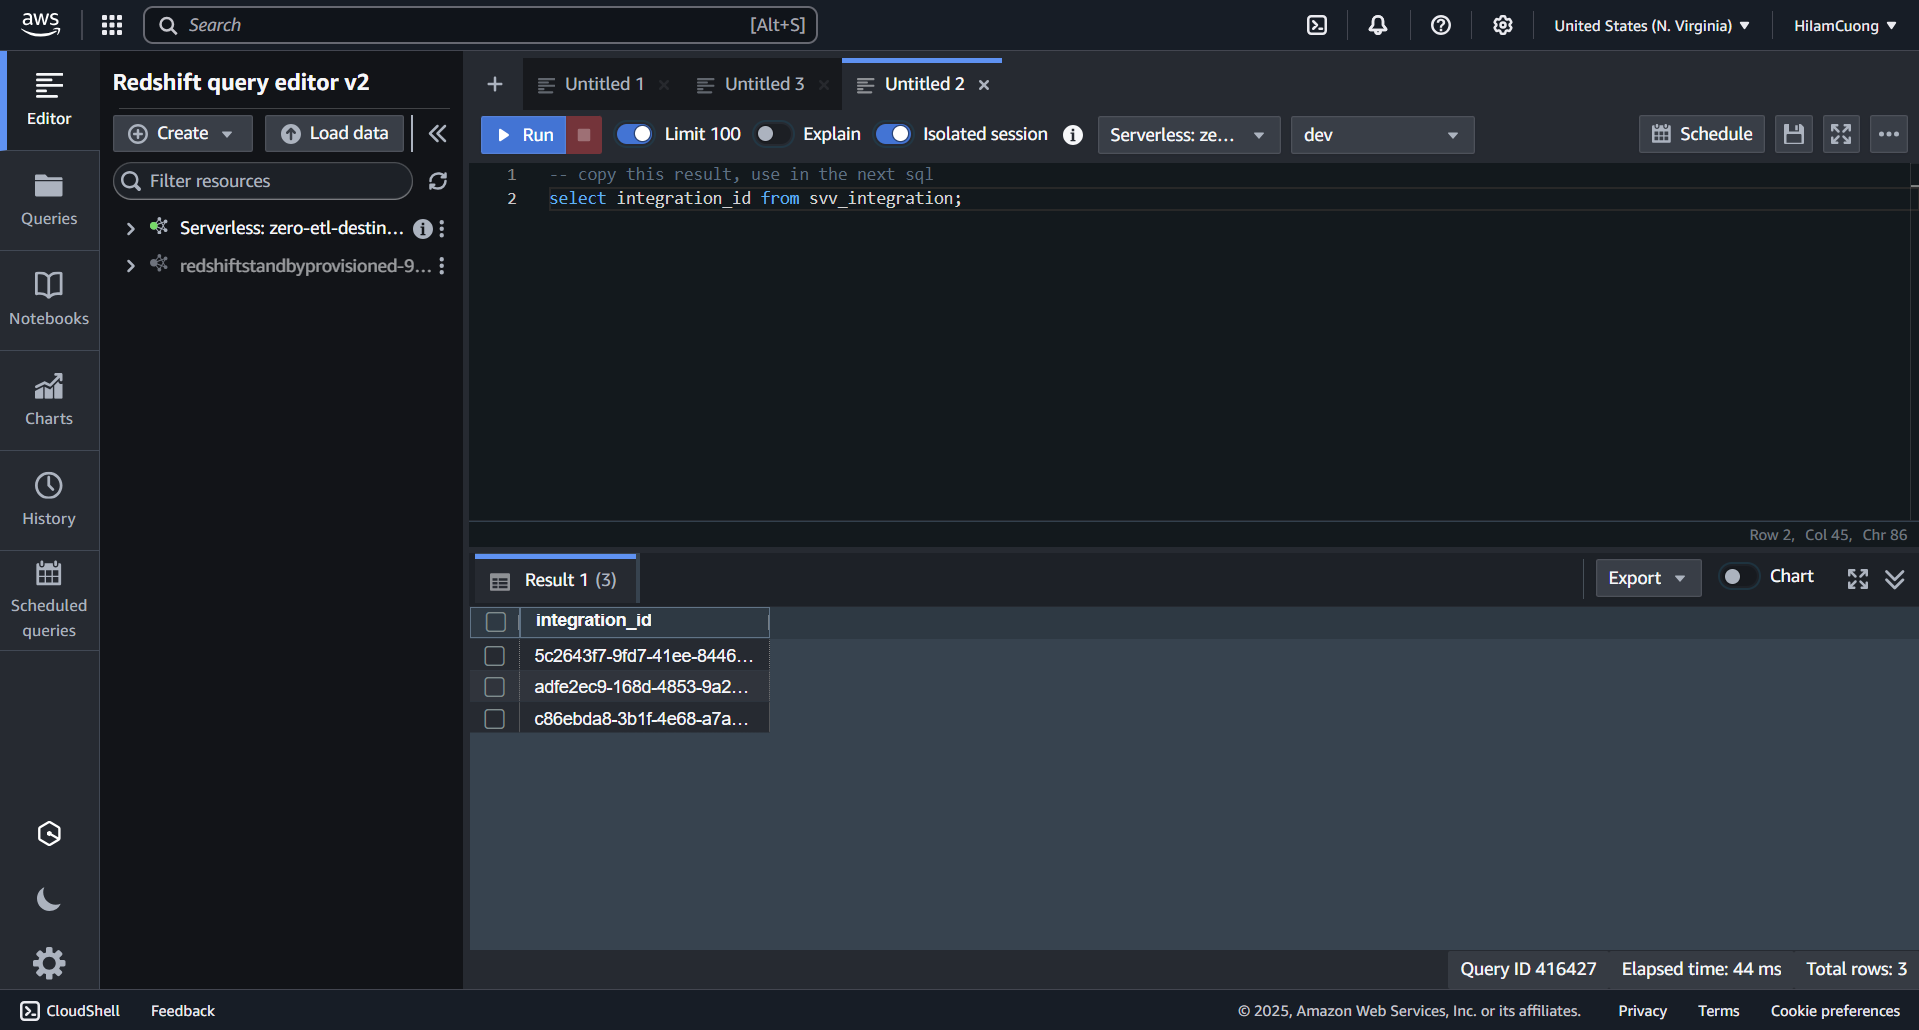 aws
Search
[Alt+S]
United States (N. Virginia)
HilamCuong
Editor
Queries
Notebooks
Charts
History
Scheduled
queries
Redshift query editor v2
Create
Load data
Filter resources
Serverless: zero-etl-destin...
redshiftstandbyprovisioned-9...
Untitled 1
Untitled 3
Untitled 2
Run
Limit 100
Explain
Isolated session
Serverless: ze...
dev
Schedule
1 -- copy this result, use in the next sql
2 select integration_id from svv_integration;
Row 2, Col 45, Chr 86
Result 1 (3)
Export
Chart
integration_id
5c2643f7-9fd7-41ee-8446...
adfe2ec9-168d-4853-9a2...
c86ebda8-3b1f-4e68-a7a...
Query ID 416427 Elapsed time: 44 ms Total rows: 3
CloudShell
Feedback
© 2025, Amazon Web Services, Inc. or its affiliates.
Privacy
Terms
Cookie preferences